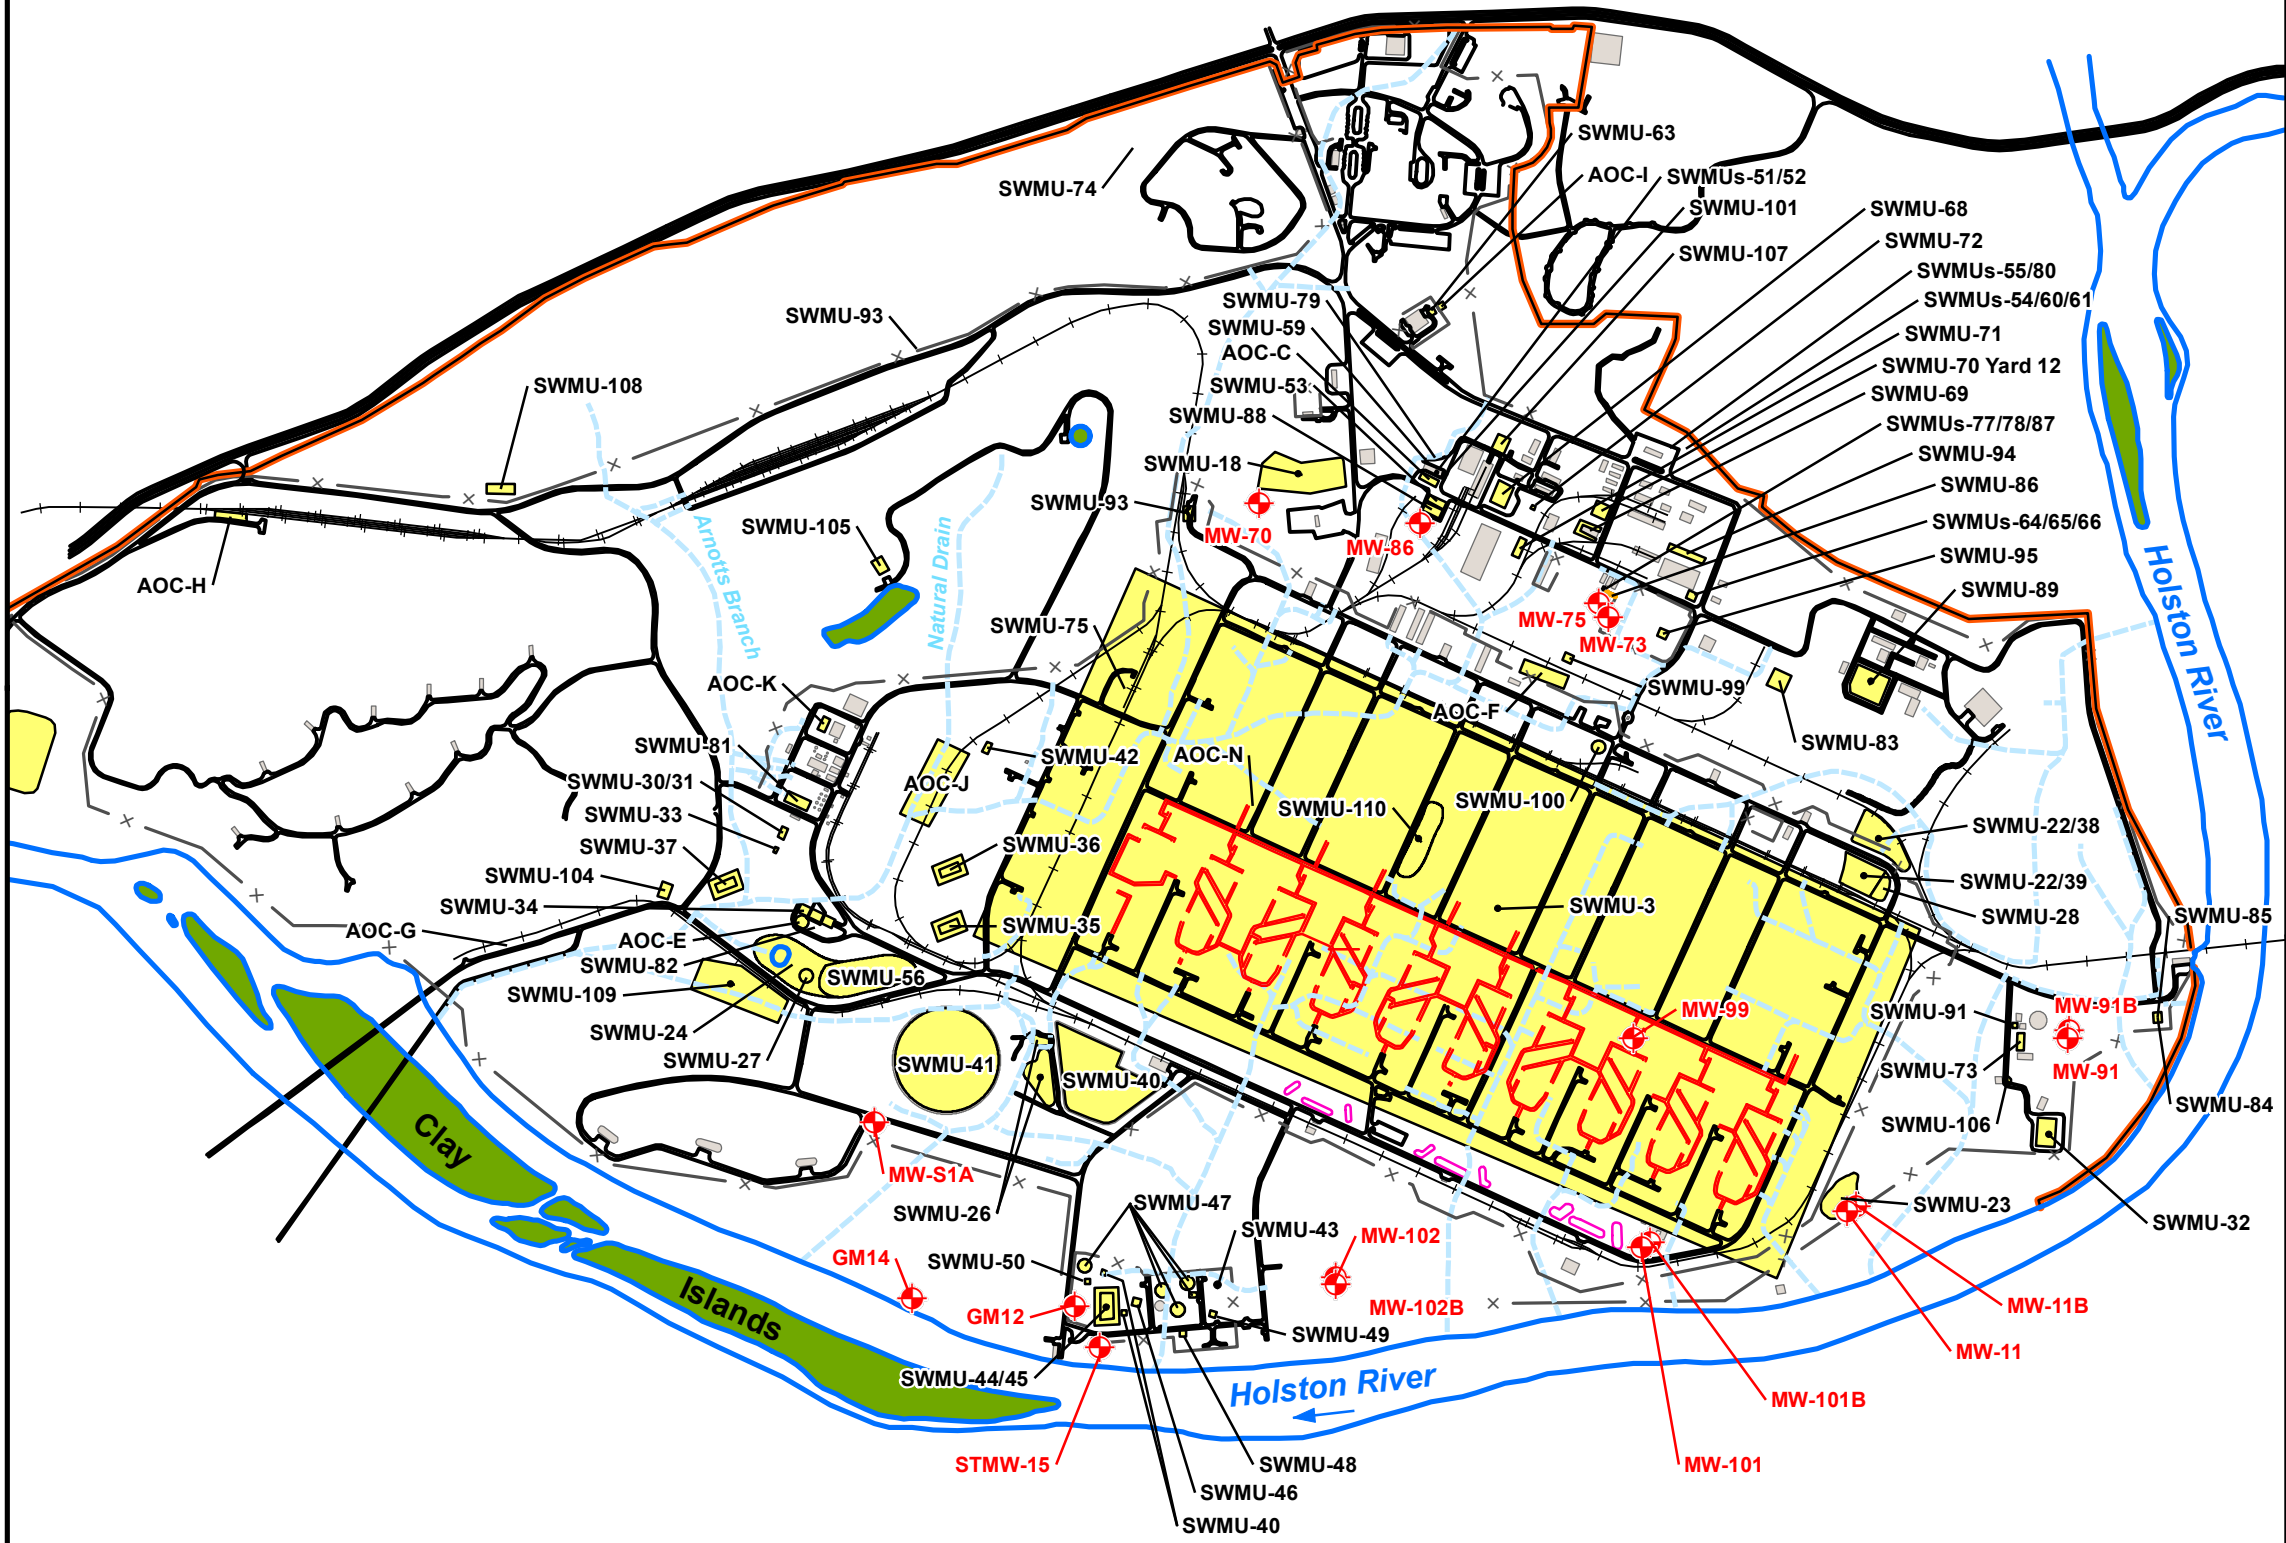 SWMU-63
AOC-I
SWMUs-51/52
SWMU-101
SWMU-107
SWMU-68
SWMU-72
SWMUs-55/80
SWMUs-54/60/61
SWMU-71
SWMU-70 Yard 12
SWMU-69
SWMUs-77/78/87
SWMU-94
SWMU-86
SWMUs-64/65/66
SWMU-95
SWMU-89
SWMU-74
SWMU-93
SWMU-79
SWMU-59
AOC-C
SWMU-53
SWMU-88
SWMU-18
SWMU-93
SWMU-108
SWMU-105
AOC-H
MW-70
MW-86
MW-75
MW-73
Arnotts Branch
Natural Drain
Holston River
SWMU-75
AOC-K
SWMU-81
SWMU-30/31
SWMU-33
SWMU-37
SWMU-104
SWMU-34
AOC-G
AOC-E
SWMU-82
SWMU-109
SWMU-24
SWMU-27
AOC-J
SWMU-42
SWMU-36
SWMU-35
SWMU-56
SWMU-41
SWMU-40
AOC-N
SWMU-110
SWMU-100
AOC-F
SWMU-99
SWMU-83
SWMU-3
SWMU-22/38
SWMU-22/39
SWMU-28
SWMU-85
MW-99
SWMU-91
MW-91B
MW-91
SWMU-73
SWMU-84
SWMU-106
SWMU-23
SWMU-32
Clay
Islands
MW-S1A
SWMU-26
SWMU-47
SWMU-43
MW-102
SWMU-50
GM14
GM12
MW-102B
SWMU-49
SWMU-44/45
MW-11B
MW-11
MW-101B
MW-101
Holston River
STMW-15
SWMU-48
SWMU-46
SWMU-40